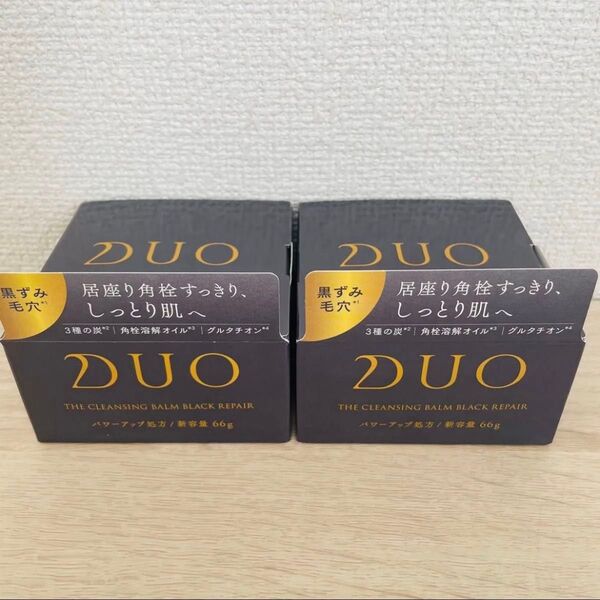 DUO
黒ずみ
毛穴*¹
居座り角栓すっきり、
しっとり肌へ
3種の炭*² | 角栓溶解オイル*³ | グルタチオン*⁴
DUO
THE CLEANSING BALM BLACK REPAIR
パワーアップ処方 / 新容量 66g
DUO
黒ずみ
毛穴*¹
居座り角栓すっきり、
しっとり肌へ
3種の炭*² | 角栓溶解オイル*³ | グルタチオン*⁴
DUO
THE CLEANSING BALM BLACK REPAIR
パワーアップ処方 / 新容量 66g